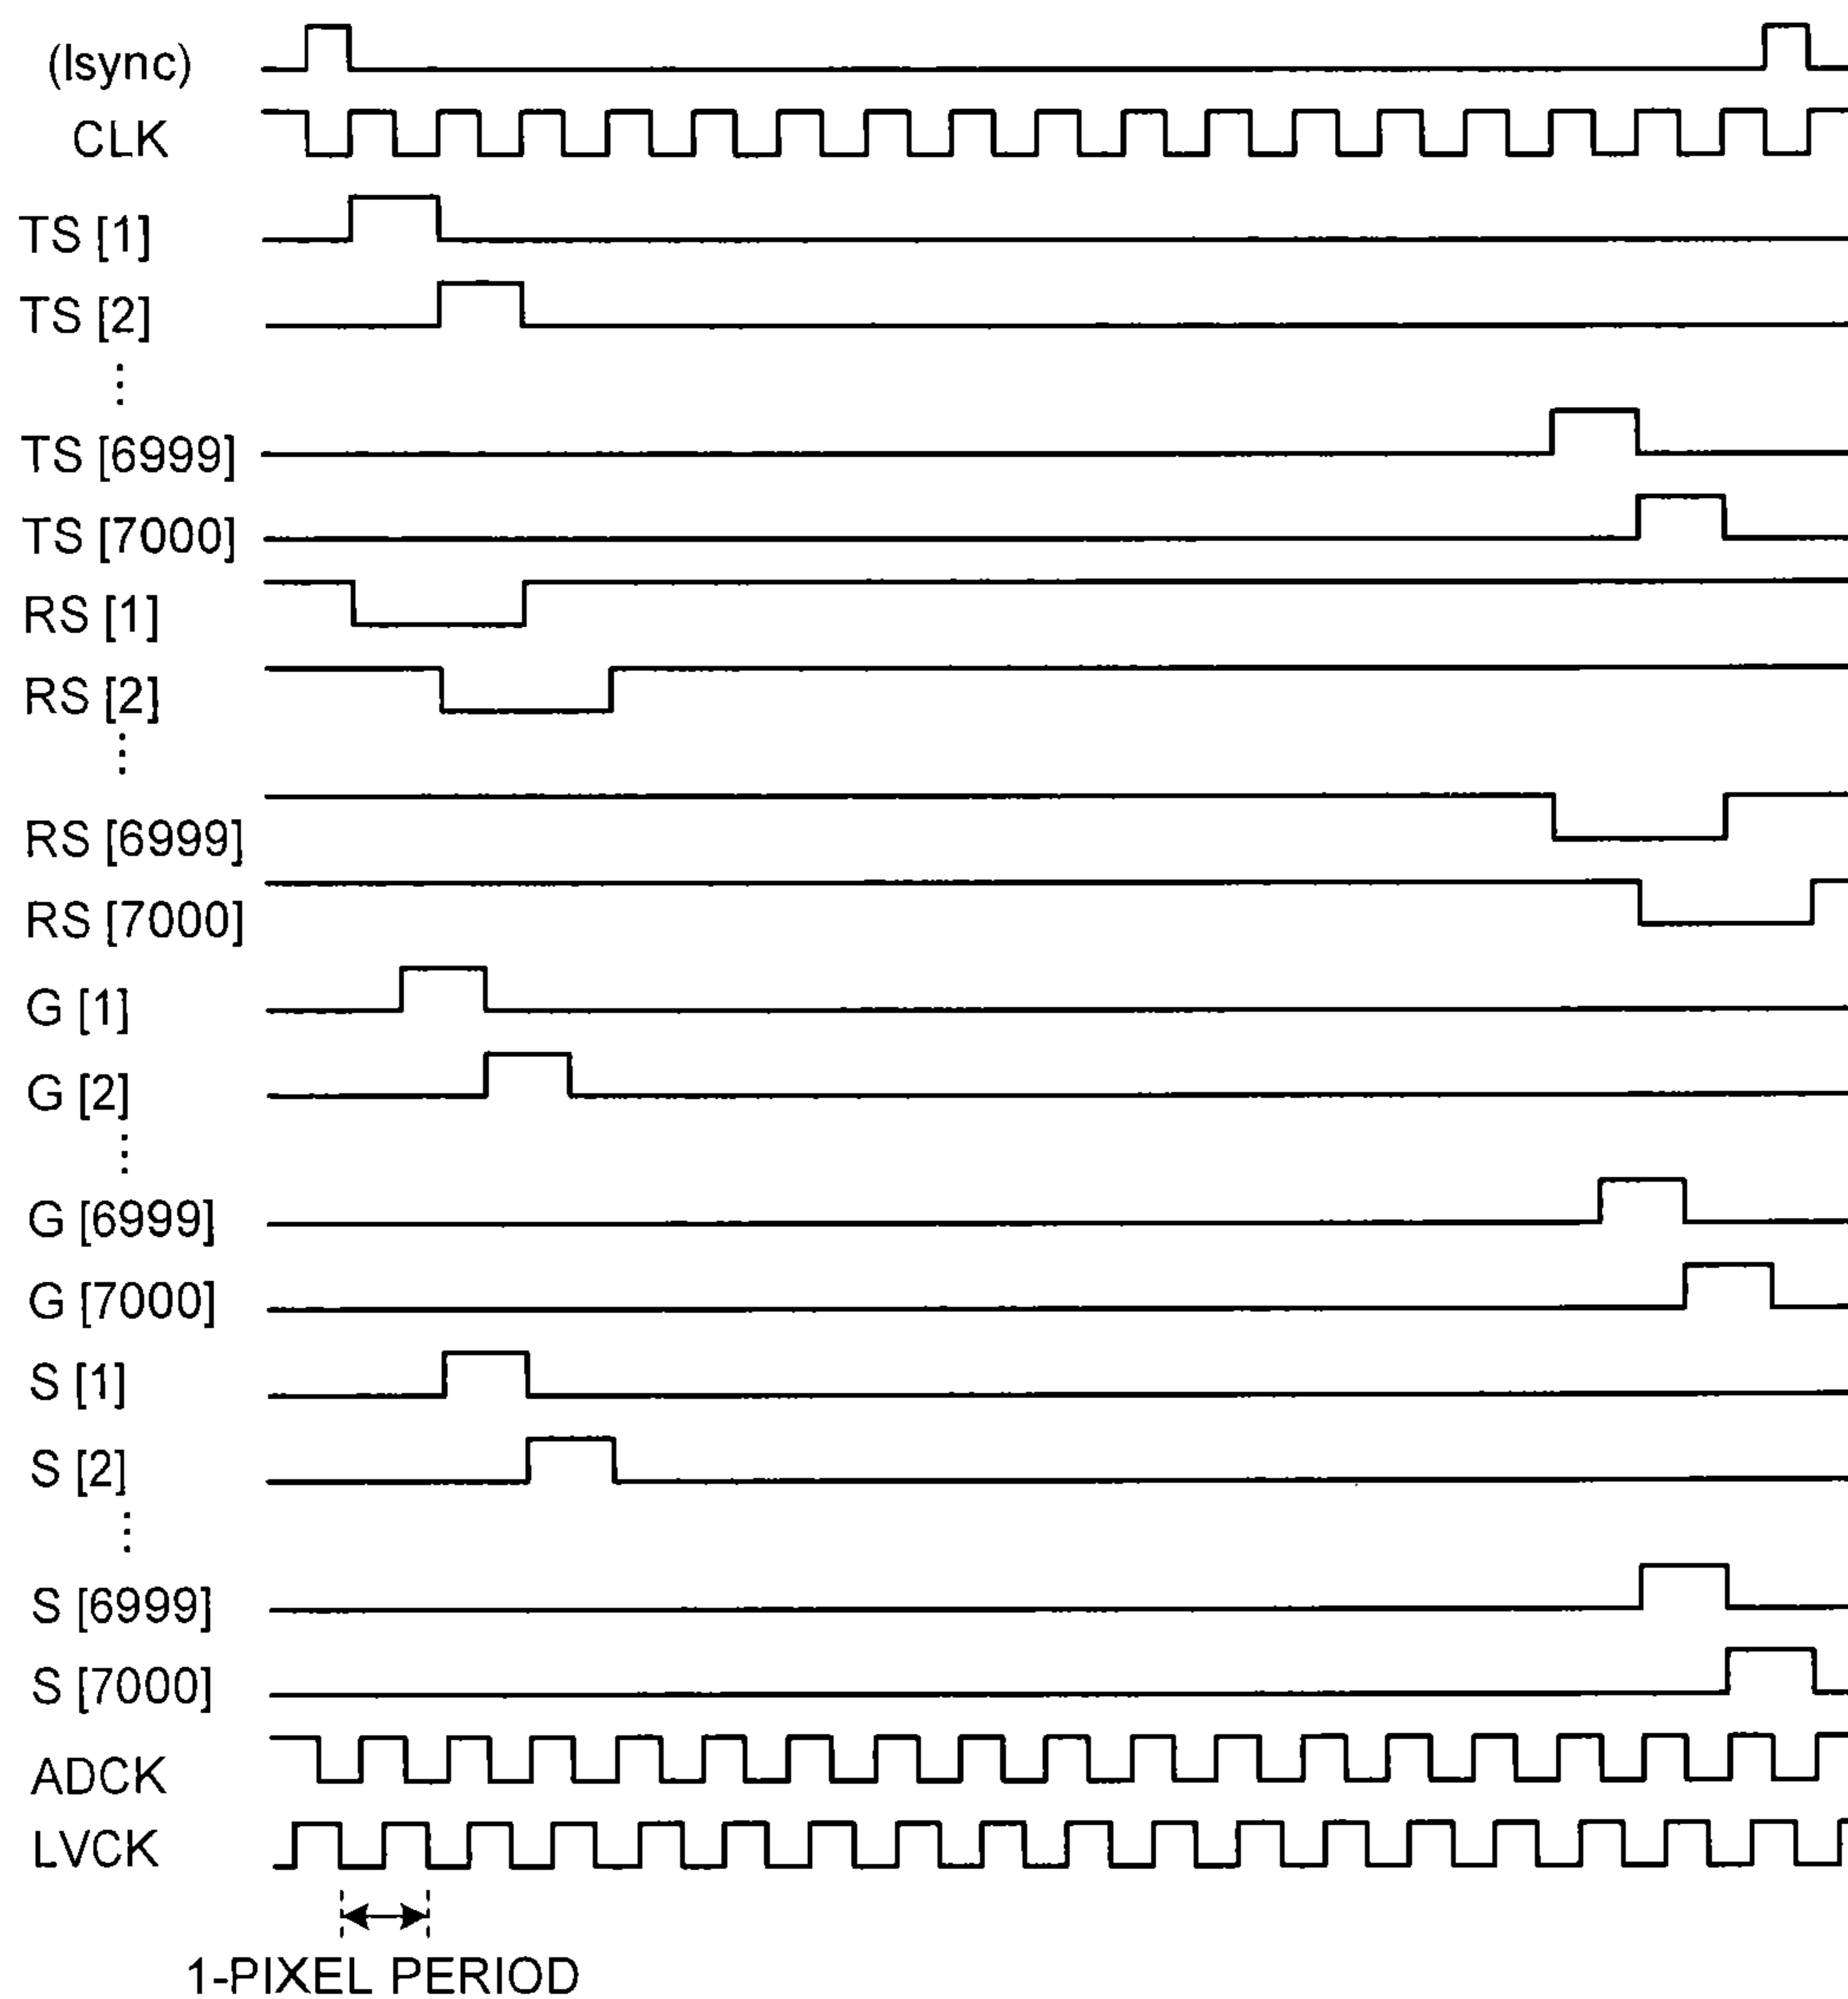 (lsync)
CLK
TS [1]
TS [2]
⋮
TS [6999]
TS [7000]
RS [1]
RS [2]
⋮
RS [6999]
RS [7000]
G [1]
G [2]
⋮
G [6999]
G [7000]
S [1]
S [2]
⋮
S [6999]
S [7000]
ADCK
LVCK
1-PIXEL PERIOD